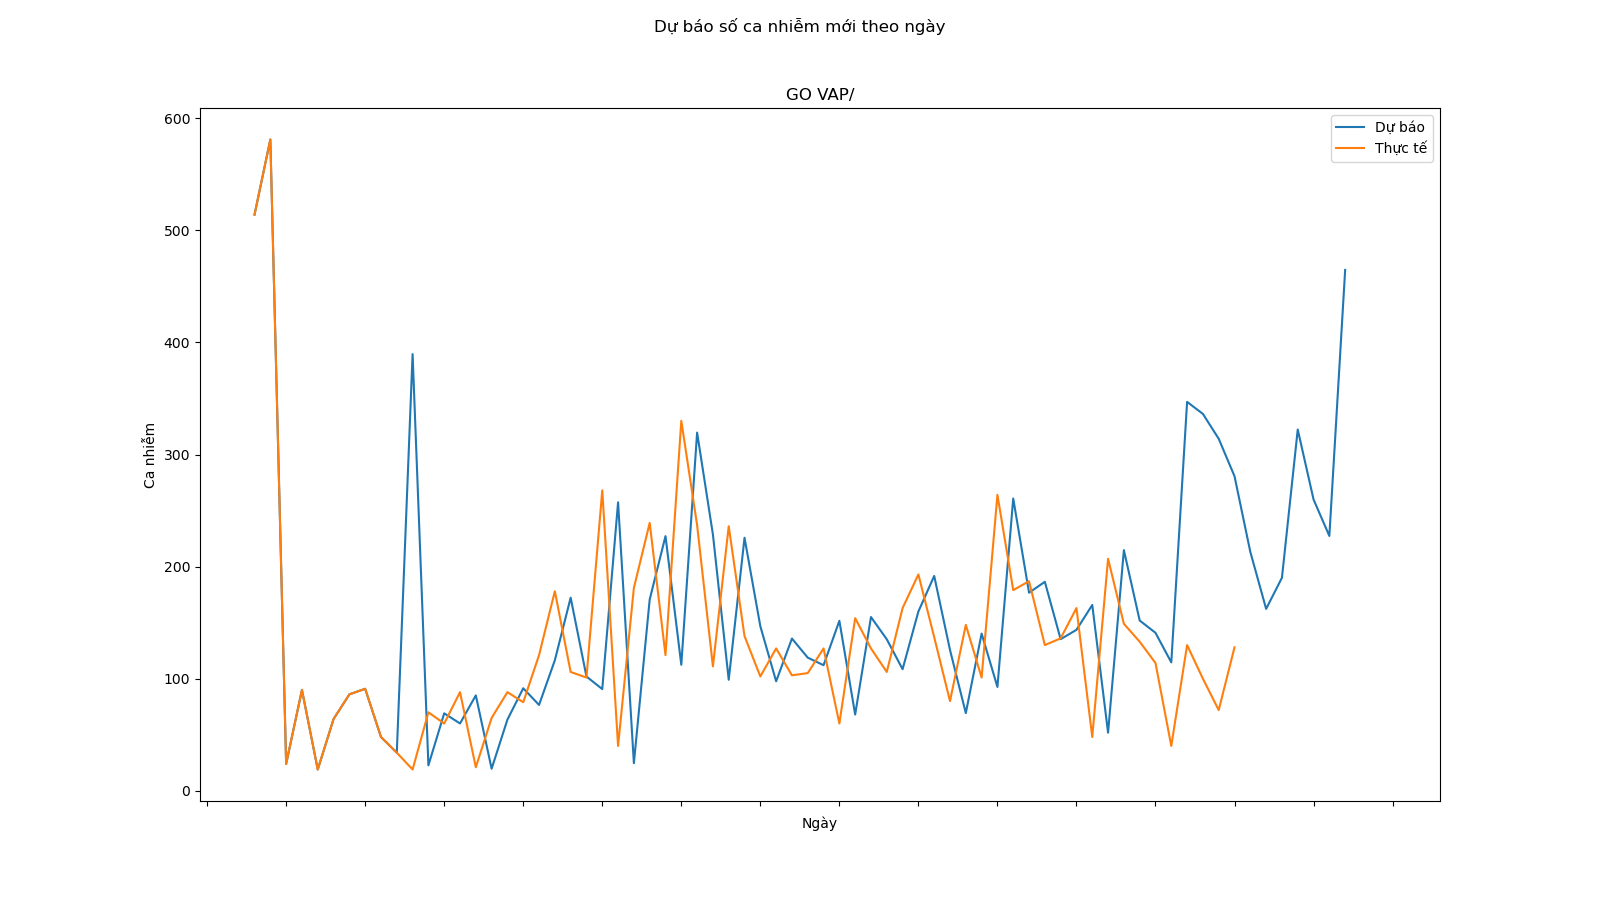 Dự báo số ca nhiễm mới theo ngày
GO VAP/
600
500
400
300
200
100
0
Ca nhiễm
Ngày
Dự báo
Thực tế